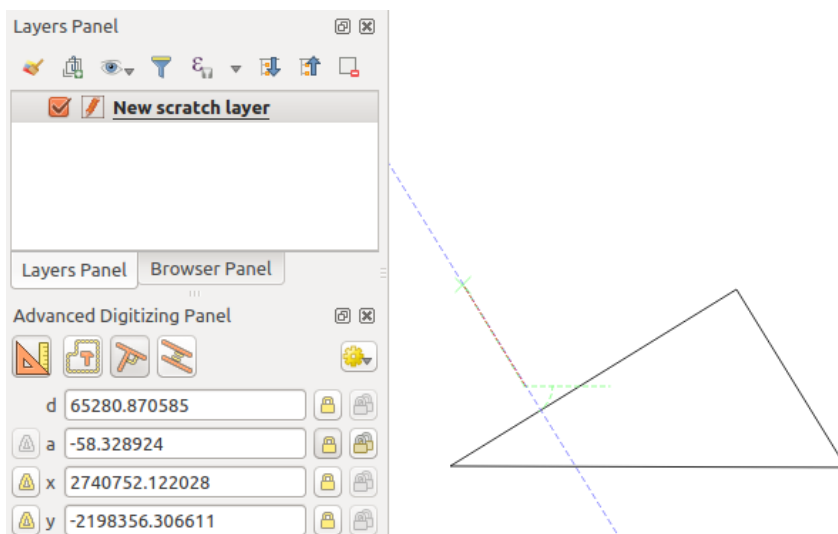 Layers Panel
New scratch layer
Layers Panel Browser Panel
Advanced Digitizing Panel
d 65280.870585
a -58.328924
x 2740752.122028
y -2198356.306611